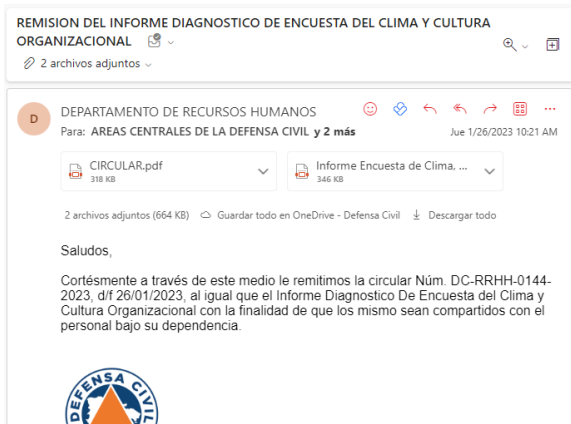 REMISION DEL INFORME DIAGNOSTICO DE ENCUESTA DEL CLIMA Y CULTURA
ORGANIZACIONAL
2 archivos adjuntos
D
DEPARTAMENTO DE RECURSOS HUMANOS
Para: AREAS CENTRALES DE LA DEFENSA CIVIL y 2 más
Jue 1/26/2023 10:21 AM
CIRCULAR.pdf
318 KB
Informe Encuesta de Clima, ...
346 KB
2 archivos adjuntos (664 KB) Guardar todo en OneDrive - Defensa Civil Descargar todo
Saludos,
Cortésmente a través de este medio le remitimos la circular Núm. DC-RRHH-0144-
2023, d/f 26/01/2023, al igual que el Informe Diagnostico De Encuesta del Clima y
Cultura Organizacional con la finalidad de que los mismo sean compartidos con el
personal bajo su dependencia.
DEFENSA CIVIL